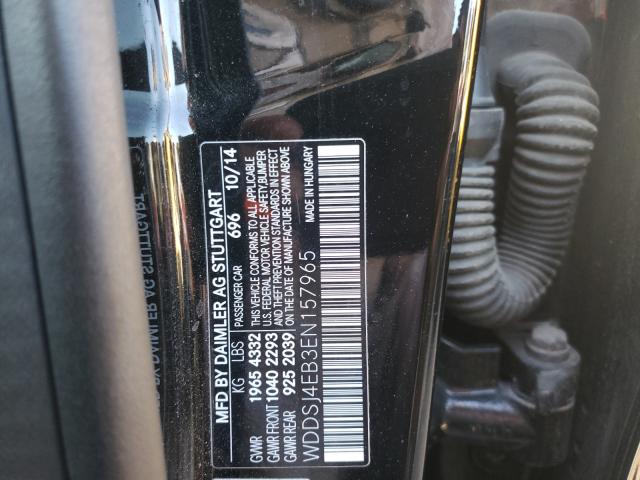 MFD BY DAIMLER AG STUTTGART
KG LBS PASSENGER CAR 696 10/14
GVWR 1965 4332 THIS VEHICLE CONFORMS TO ALL APPLICABLE
GAWR FRONT 1040 2293 U.S. FEDERAL MOTOR VEHICLE SAFETY, BUMPER
AND THEFT PREVENTION STANDARDS IN EFFECT
GAWR REAR 925 2039 ON THE DATE OF MANUFACTURE SHOWN ABOVE
MADE IN HUNGARY
WDDSJ4EB3EN157965